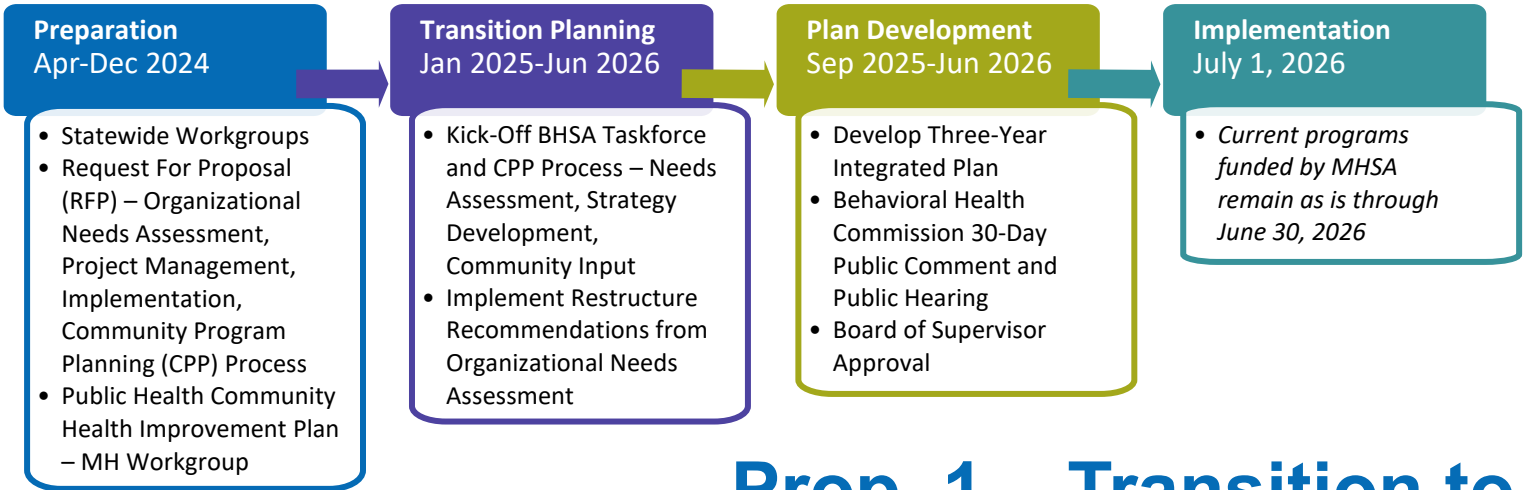 Preparation
Apr-Dec 2024
• Statewide Workgroups
• Request For Proposal
(RFP) – Organizational
Needs Assessment,
Project Management,
Implementation,
Community Program
Planning (CPP) Process
• Public Health Community
Health Improvement Plan
– MH Workgroup
Transition Planning
Jan 2025-Jun 2026
• Kick-Off BHSA Taskforce
and CPP Process – Needs
Assessment, Strategy
Development,
Community Input
• Implement Restructure
Recommendations from
Organizational Needs
Assessment
Plan Development
Sep 2025-Jun 2026
• Develop Three-Year
Integrated Plan
• Behavioral Health
Commission 30-Day
Public Comment and
Public Hearing
• Board of Supervisor
Approval
Implementation
July 1, 2026
• Current programs
funded by MHSA
remain as is through
June 30, 2026
Prop. 1 – Transition to